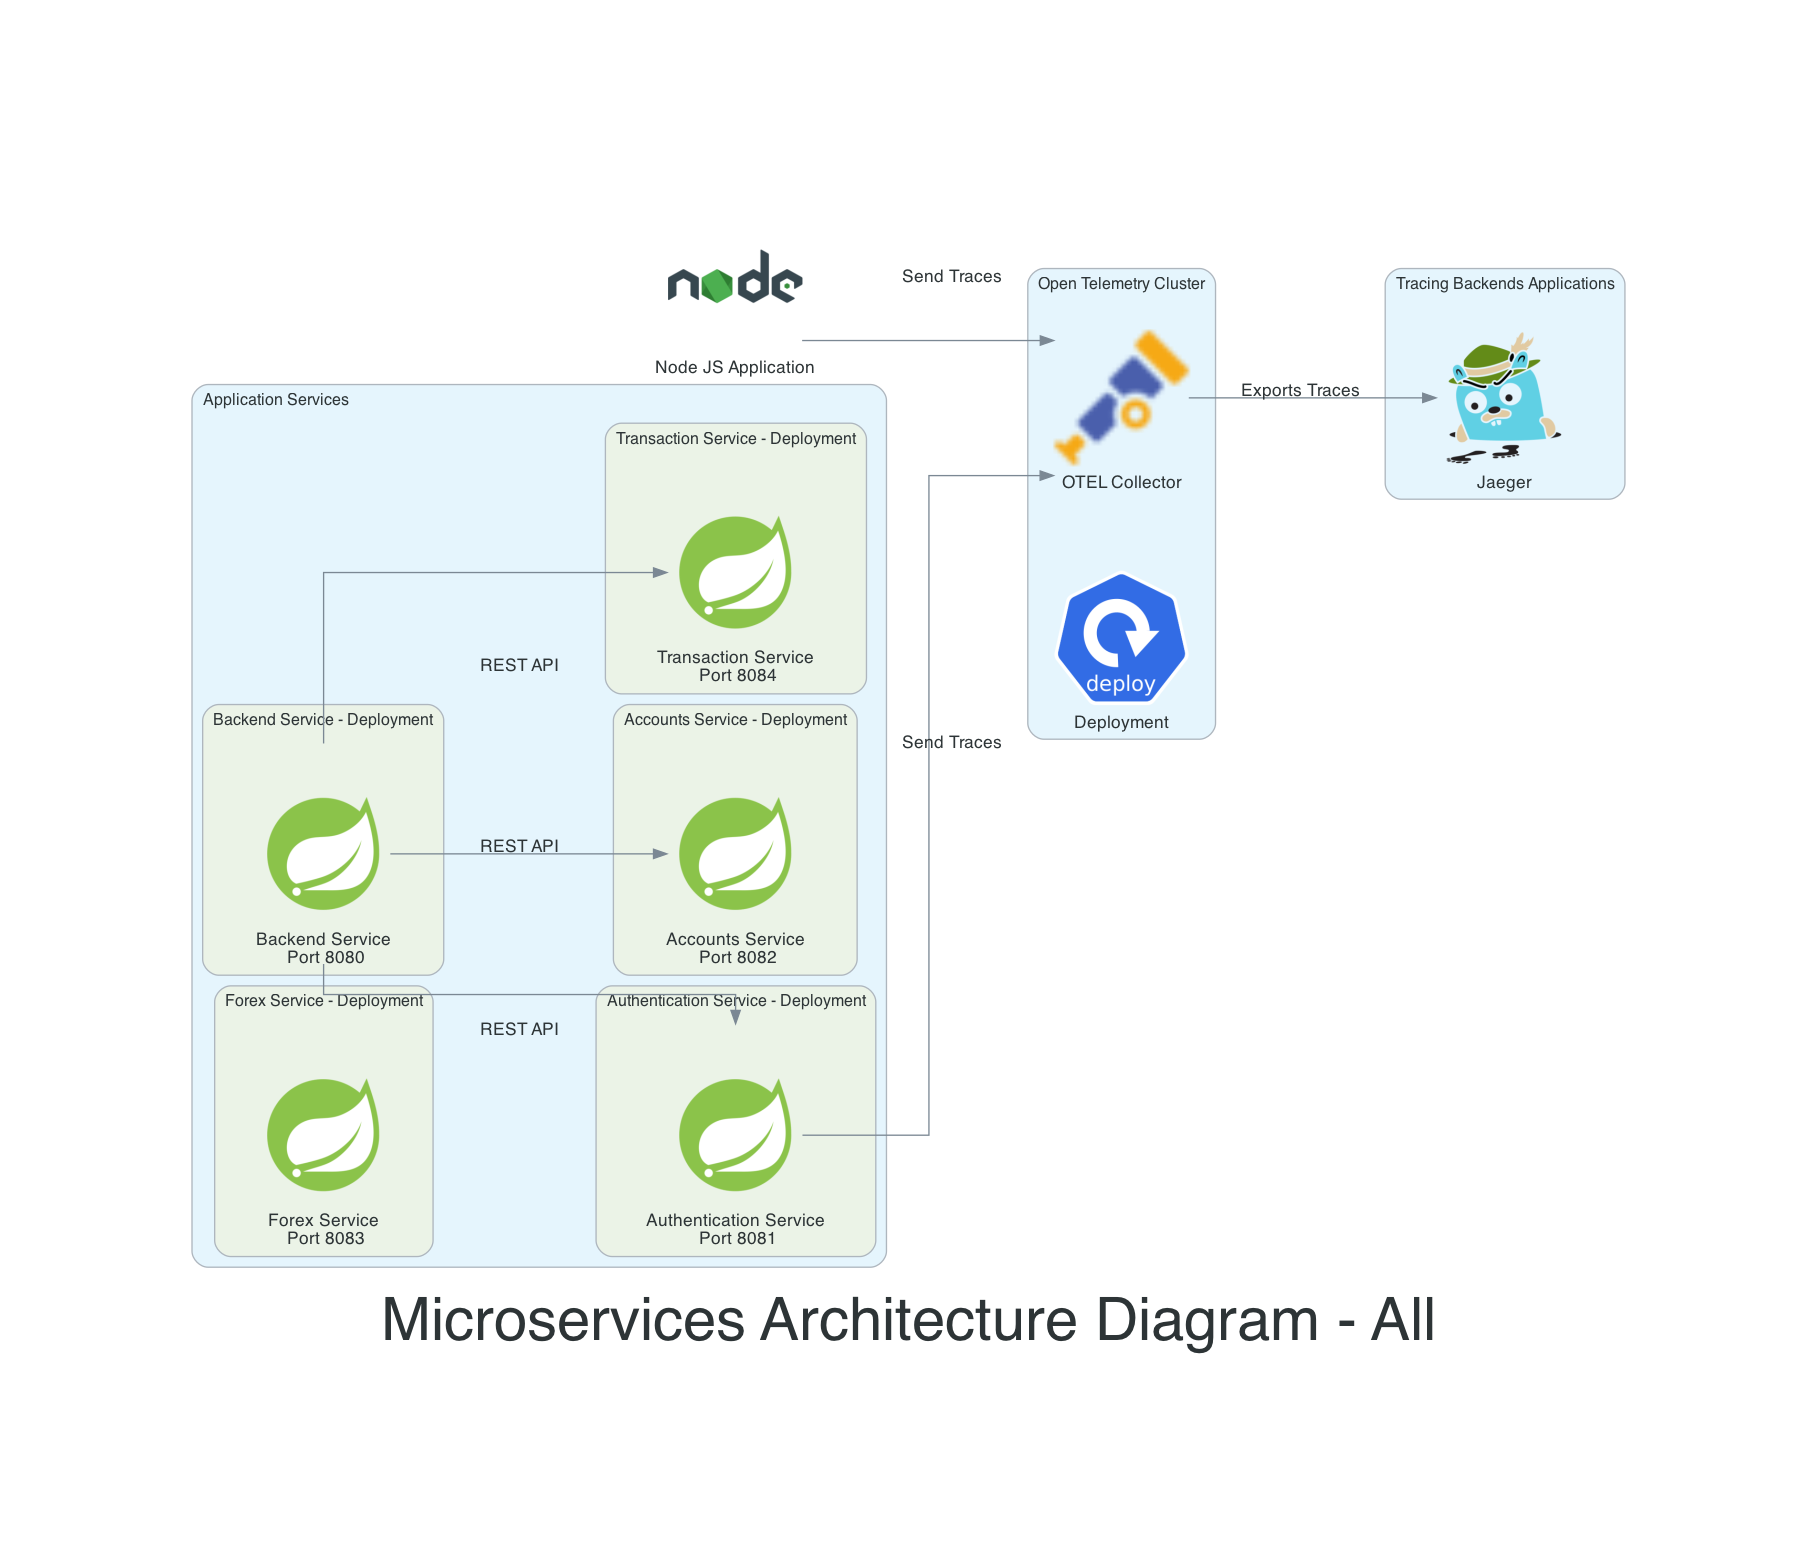 node
Node JS Application
Send Traces
Open Telemetry Cluster
OTEL Collector
deploy
Deployment
Exports Traces
Tracing Backends Applications
Jaeger
Application Services
Transaction Service - Deployment
Transaction Service
Port 8084
REST API
Backend Service - Deployment
Backend Service
Port 8080
REST API
Accounts Service - Deployment
Accounts Service
Port 8082
Send Traces
Forex Service - Deployment
Forex Service
Port 8083
REST API
Authentication Service - Deployment
Authentication Service
Port 8081
Microservices Architecture Diagram - All